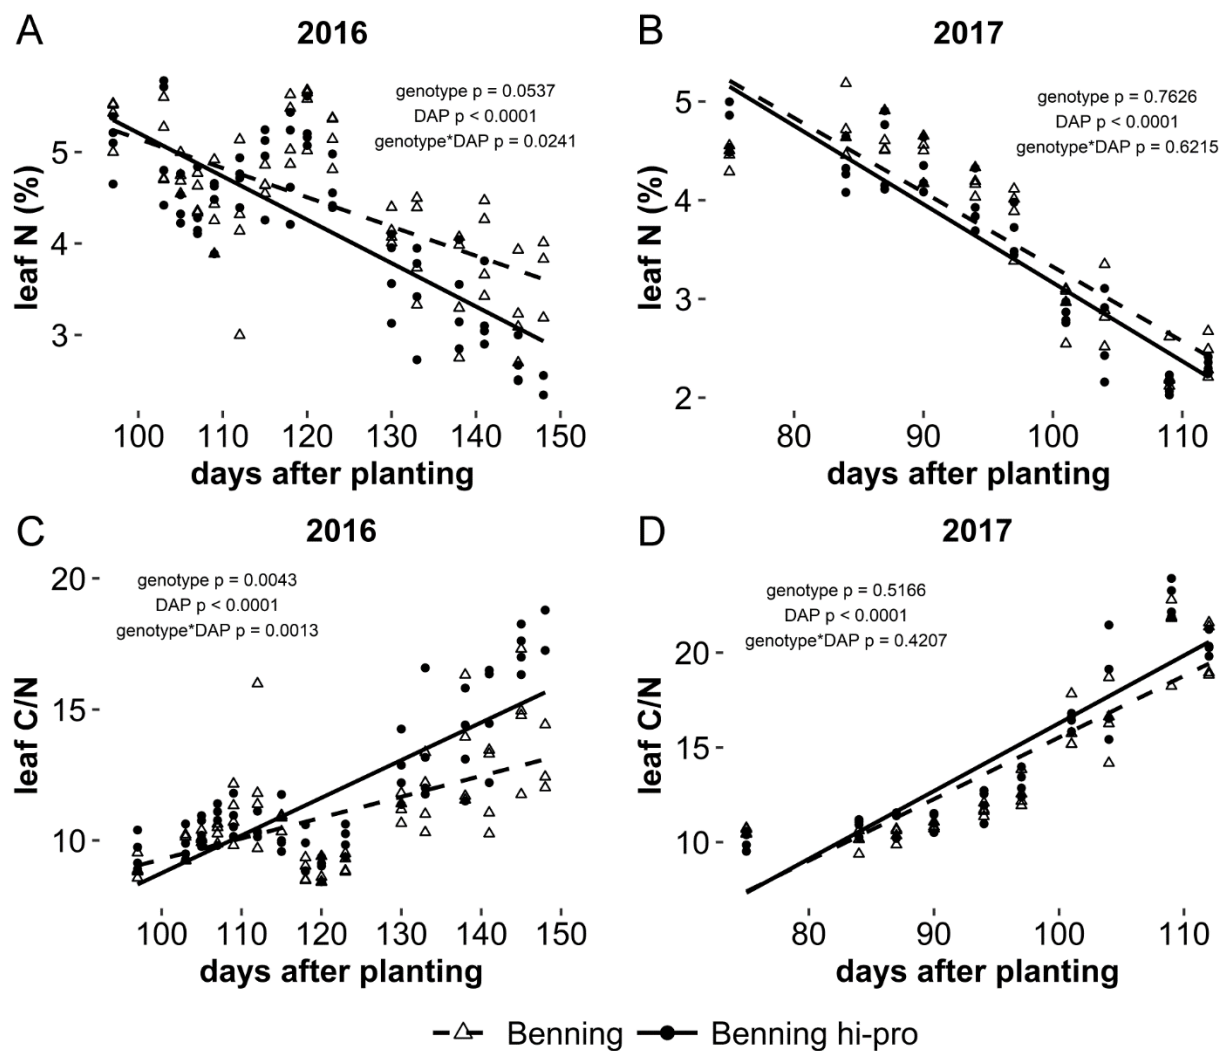 A
2016
genotype p = 0.0537
DAP p < 0.0001
genotype*DAP p = 0.0241
leaf N (%)
5
4
3
100 110 120 130 140 150
days after planting
B
2017
genotype p = 0.7626
DAP p < 0.0001
genotype*DAP p = 0.6215
leaf N (%)
5
4
3
2
80 90 100 110
days after planting
C
2016
genotype p = 0.0043
DAP p < 0.0001
genotype*DAP p = 0.0013
leaf C/N
20
15
10
100 110 120 130 140 150
days after planting
D
2017
genotype p = 0.5166
DAP p < 0.0001
genotype*DAP p = 0.4207
leaf C/N
20
15
10
80 90 100 110
days after planting
Benning Benning hi-pro